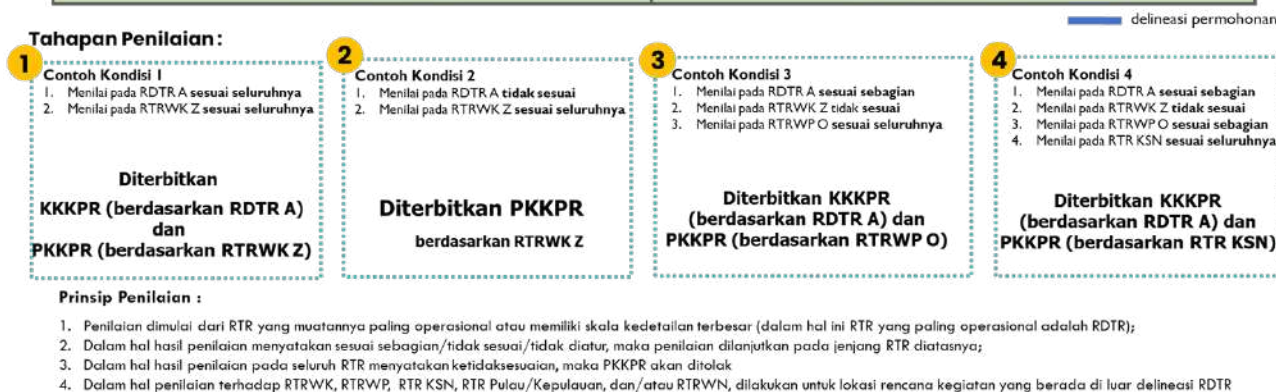 delineasi permohonan
Tahapan Penilaian :
1
Contoh Kondisi 1
1. Menilai pada RDTR A sesuai seluruhnya
2. Menilai pada RTRWK Z sesuai seluruhnya
Diterbitkan
KKKPR (berdasarkan RDTR A)
dan
PKKPR (berdasarkan RTRWK Z)
2
Contoh Kondisi 2
1. Menilai pada RDTR A tidak sesuai
2. Menilai pada RTRWK Z sesuai seluruhnya
Diterbitkan PKKPR
berdasarkan RTRWK Z
3
Contoh Kondisi 3
1. Menilai pada RDTR A sesuai sebagian
2. Menilai pada RTRWK Z tidak sesuai
3. Menilai pada RTRWP O sesuai seluruhnya
Diterbitkan KKKPR
(berdasarkan RDTR A) dan
PKKPR (berdasarkan RTRWP O)
4
Contoh Kondisi 4
1. Menilai pada RDTR A sesuai sebagian
2. Menilai pada RTRWK Z tidak sesuai
3. Menilai pada RTRWP O sesuai sebagian
4. Menilai pada RTR KSN sesuai seluruhnya
Diterbitkan KKKPR
(berdasarkan RDTR A) dan
PKKPR (berdasarkan RTR KSN)
Prinsip Penilaian :
1. Penilaian dimulai dari RTR yang muatannya paling operasional atau memiliki skala kedetailan terbesar (dalam hal ini RTR yang paling operasional adalah RDTR);
2. Dalam hal hasil penilaian menyatakan sesuai sebagian/tidak sesuai/tidak diatur, maka penilaian dilanjutkan pada jenjang RTR diatasnya;
3. Dalam hal hasil penilaian pada seluruh RTR menyatakan ketidaksesuaian, maka PKKPR akan ditolak
4. Dalam hal penilaian terhadap RTRWK, RTRWP, RTR KSN, RTR Pulau/Kepulauan, dan/atau RTRWN, dilakukan untuk lokasi rencana kegiatan yang berada di luar delineasi RDTR